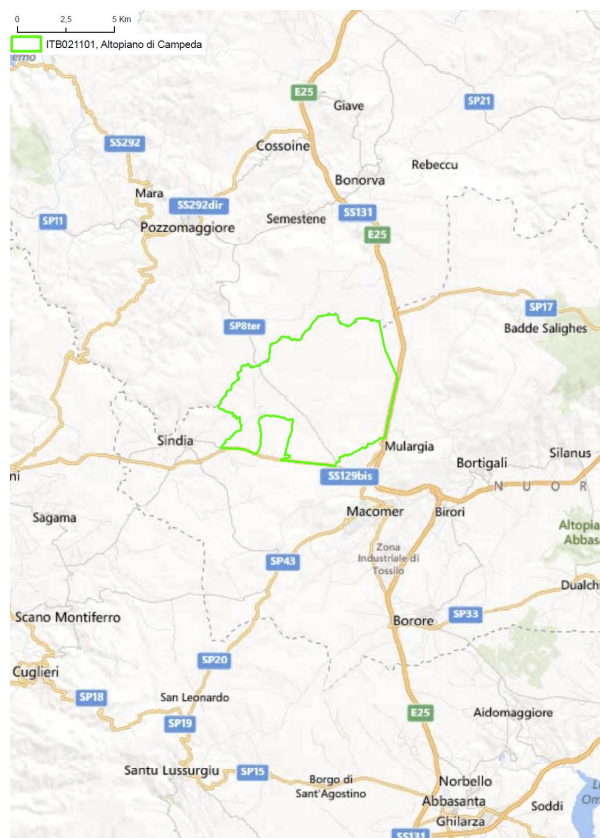 0 2,5 5 Km
ITB021101, Altopiano di Campeda
E25
Giave
SP21
SS292
Cossoine
Rebeccu
Bonorva
Mara
SS292dir
SS131
SP11
Semestene
Pozzomaggiore
E25
SP17
SP8ter
Badde Salighes
Sindia
Mulargia
Silanus
Bortigali
SS129bis
NUOR
Macomer
Birori
Sagama
Zona
Industriale di
Tossilo
SP43
Scano Montiferro
Borore
SP33
SP20
Cuglieri
SP18
San Leonardo
E25
Aidomaggiore
SP19
Santu Lussurgiu
SP15
Borgo di
Sant'Agostino
Norbello
Abbasanta
Soddi
Ghilarza
SS131